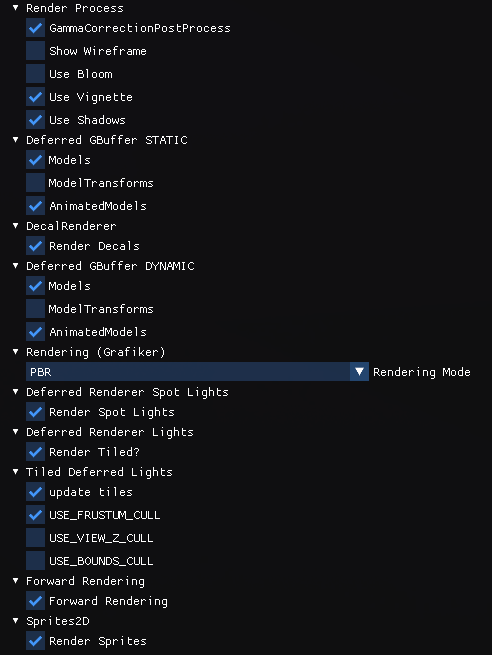 Render Process
GammaCorrectionPostProcess
Show Wireframe
Use Bloom
Use Vignette
Use Shadows
Deferred GBuffer STATIC
Models
ModelTransforms
AnimatedModels
DecalRenderer
Render Decals
Deferred GBuffer DYNAMIC
Models
ModelTransforms
AnimatedModels
Rendering (Grafiker)
PBR Rendering Mode
Deferred Renderer Spot Lights
Render Spot Lights
Deferred Renderer Lights
Render Tiled?
Tiled Deferred Lights
update tiles
USE_FRUSTUM_CULL
USE_VIEW_Z_CULL
USE_BOUNDS_CULL
Forward Rendering
Forward Rendering
Sprites2D
Render Sprites